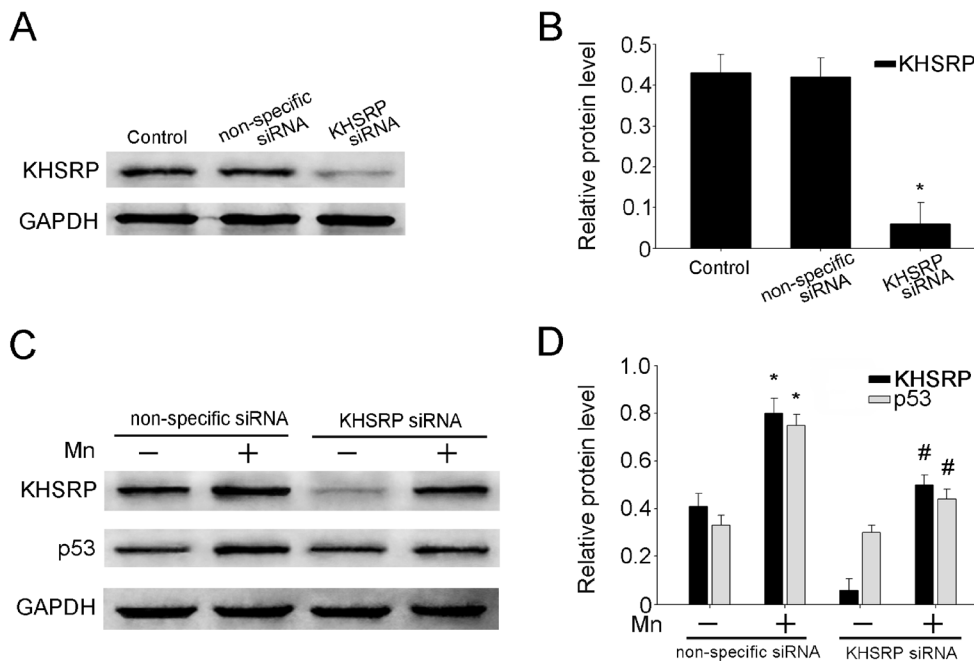 A
Control
non-specific
siRNA
KHSRP
siRNA
KHSRP
GAPDH
B
Relative protein level
0.5
0.4
0.3
0.2
0.1
0
KHSRP
*
Control
non-specific
siRNA
KHSRP
siRNA
C
non-specific siRNA
KHSRP siRNA
Mn − + − +
KHSRP
p53
GAPDH
D
Relative protein level
1.0
0.8
0.6
0.4
0.2
0
KHSRP
p53
* *
# #
Mn − + − +
non-specific siRNA
KHSRP siRNA